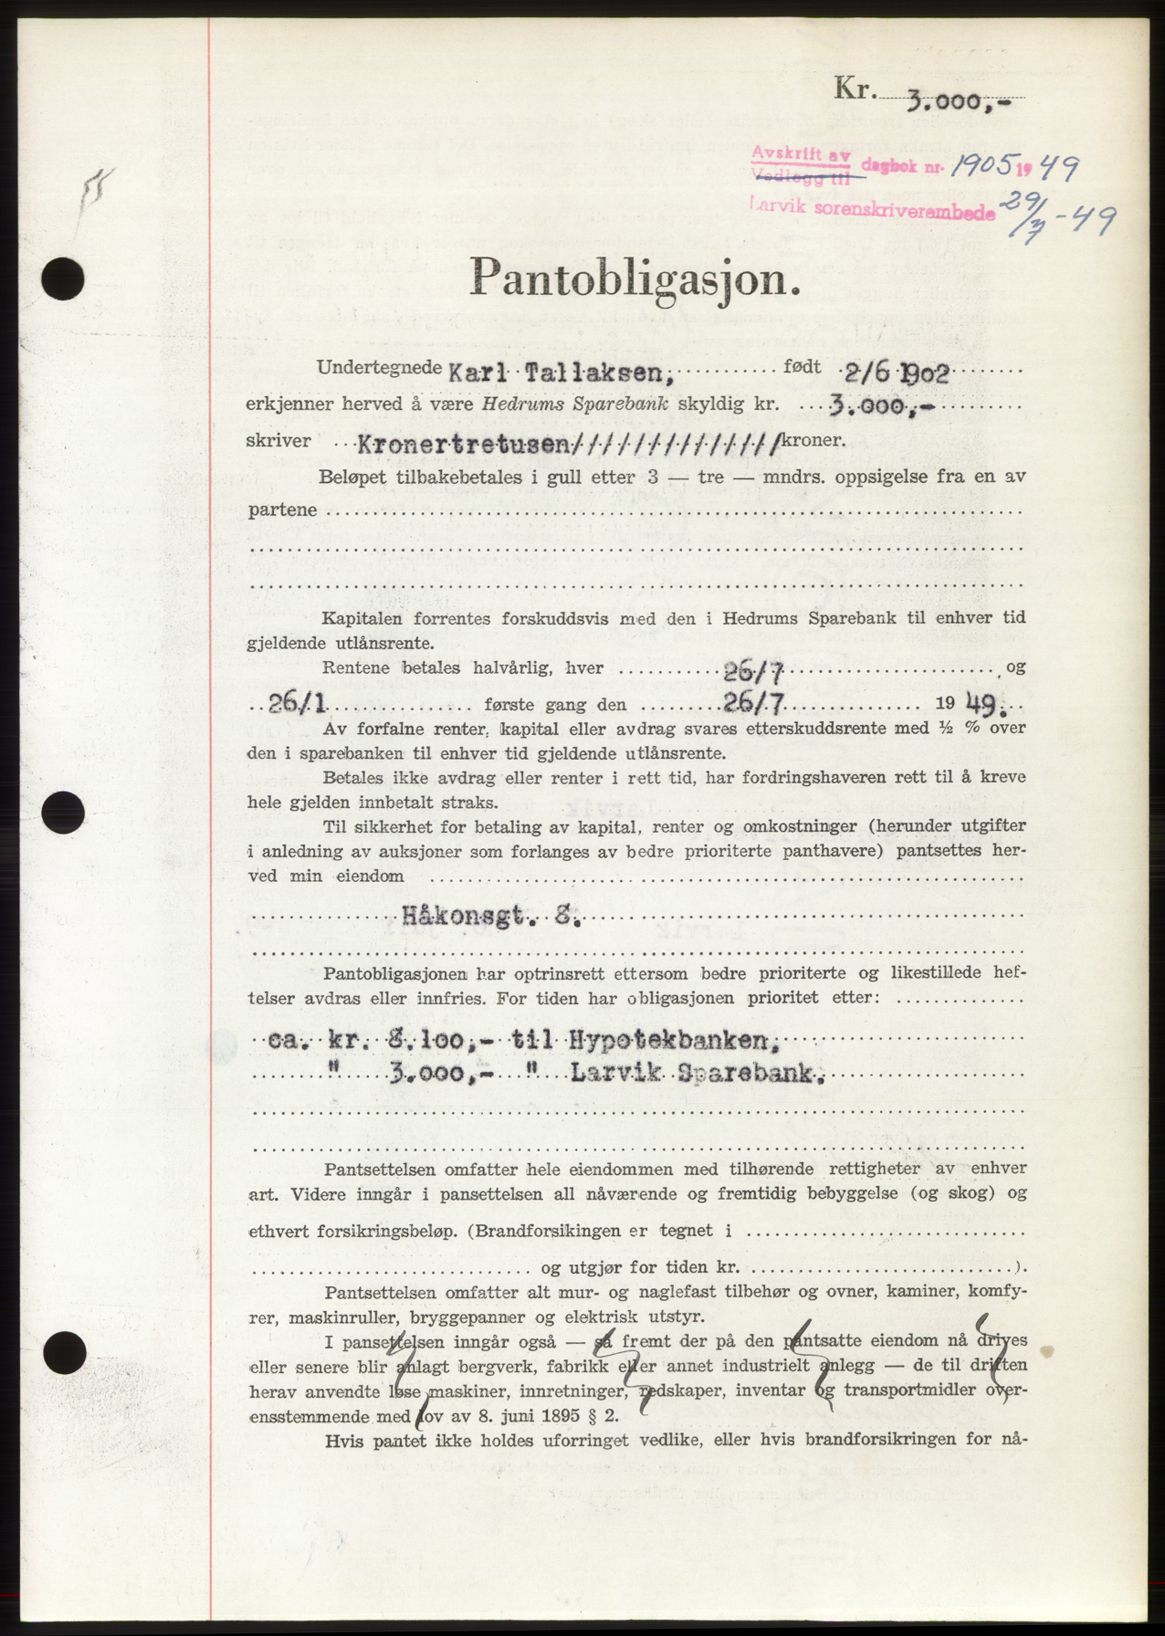 Kr. 3.000,-
Avskrift av
Vedlegg til
dagbok nr. 1905 1949
Larvik sorenskriverembede 29/7-49
Pantobligasjon.
Undertegnede Karl Tallaksen, født 2/6 1902
erkjenner herved å være Hedrums Sparebank skyldig kr. 3.000,-
skriver Kronertretusen//////////////kroner.
Beløpet tilbakebetales i gull etter 3 — tre — mndrs. oppsigelse fra en av
partene
Kapitalen forrentes forskuddsvis med den i Hedrums Sparebank til enhver tid
gjeldende utlånsrente.
Rentene betales halvårlig, hver 26/7 og
26/1 første gang den 26/7 1949.
Av forfalne renter, kapital eller avdrag svares etterskuddsrente med ½ % over
den i sparebanken til enhver tid gjeldende utlånsrente.
Betales ikke avdrag eller renter i rett tid, har fordringshaveren rett til å kreve
hele gjelden innbetalt straks.
Til sikkerhet for betaling av kapital, renter og omkostninger (herunder utgifter
i anledning av auksjoner som forlanges av bedre prioriterte panthavere) pantsettes her-
ved min eiendom
Håkonsgt. 8.
Pantobligasjonen har optrinsrett ettersom bedre prioriterte og likestillede hef-
telser avdras eller innfries. For tiden har obligasjonen prioritet etter:
ca. kr. 8.100,- til Hypotekbanken,
" 3.000,- " Larvik Sparebank.
Pantsettelsen omfatter hele eiendommen med tilhørende rettigheter av enhver
art. Videre inngår i pansettelsen all nåværende og fremtidig bebyggelse (og skog) og
ethvert forsikringsbeløp. (Brandforsikingen er tegnet i
og utgjør for tiden kr. ).
Pantsettelsen omfatter alt mur- og naglefast tilbehør og ovner, kaminer, komfy-
rer, maskinruller, bryggepanner og elektrisk utstyr.
I pansettelsen inngår også — så fremt der på den pantsatte eiendom nå drives
eller senere blir anlagt bergverk, fabrikk eller annet industrielt anlegg — de til driften
herav anvendte løse maskiner, innretninger, redskaper, inventar og transportmidler over-
ensstemmende med lov av 8. juni 1895 § 2.
Hvis pantet ikke holdes uforringet vedlike, eller hvis brandforsikringen for nå-